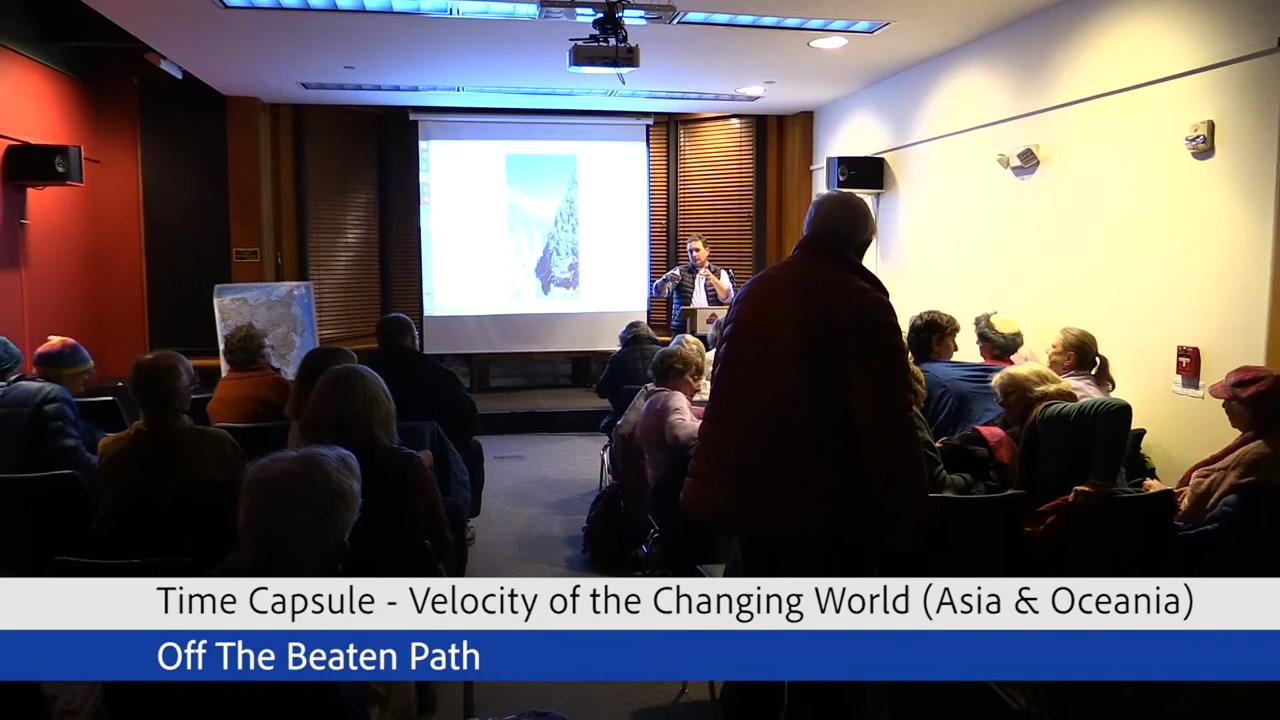 Time Capsule - Velocity of the Changing World (Asia & Oceania)
Off The Beaten Path